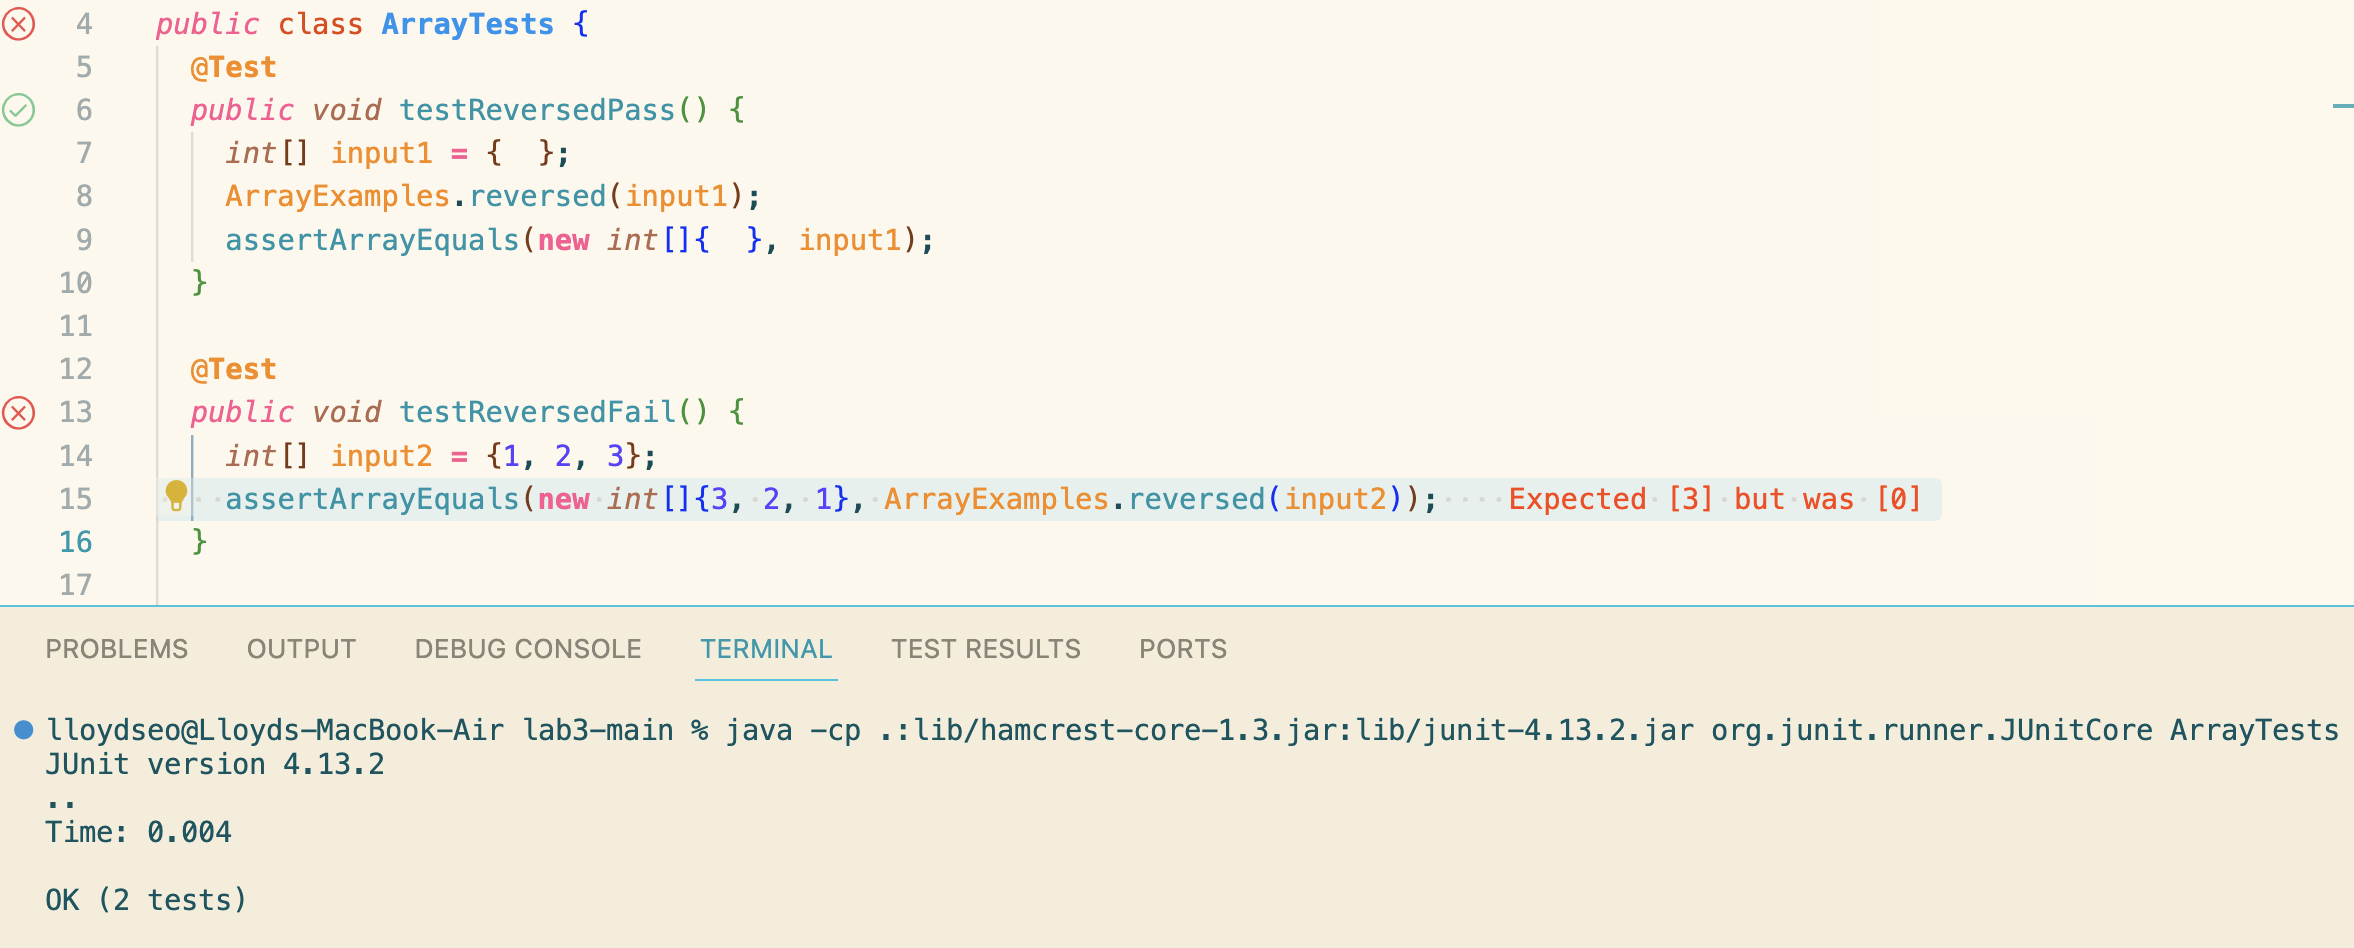 4 public class ArrayTests {
5 @Test
6 public void testReversedPass() {
7 int[] input1 = {  };
8 ArrayExamples.reversed(input1);
9 assertArrayEquals(new int[]{  }, input1);
10 }
11
12 @Test
13 public void testReversedFail() {
14 int[] input2 = {1, 2, 3};
15 assertArrayEquals(new int[]{3, 2, 1}, ArrayExamples.reversed(input2)); Expected [3] but was [0]
16 }
17
PROBLEMS OUTPUT DEBUG CONSOLE TERMINAL TEST RESULTS PORTS
lloydseo@Lloyds-MacBook-Air lab3-main % java -cp .:lib/hamcrest-core-1.3.jar:lib/junit-4.13.2.jar org.junit.runner.JUnitCore ArrayTests
JUnit version 4.13.2
..
Time: 0.004
OK (2 tests)